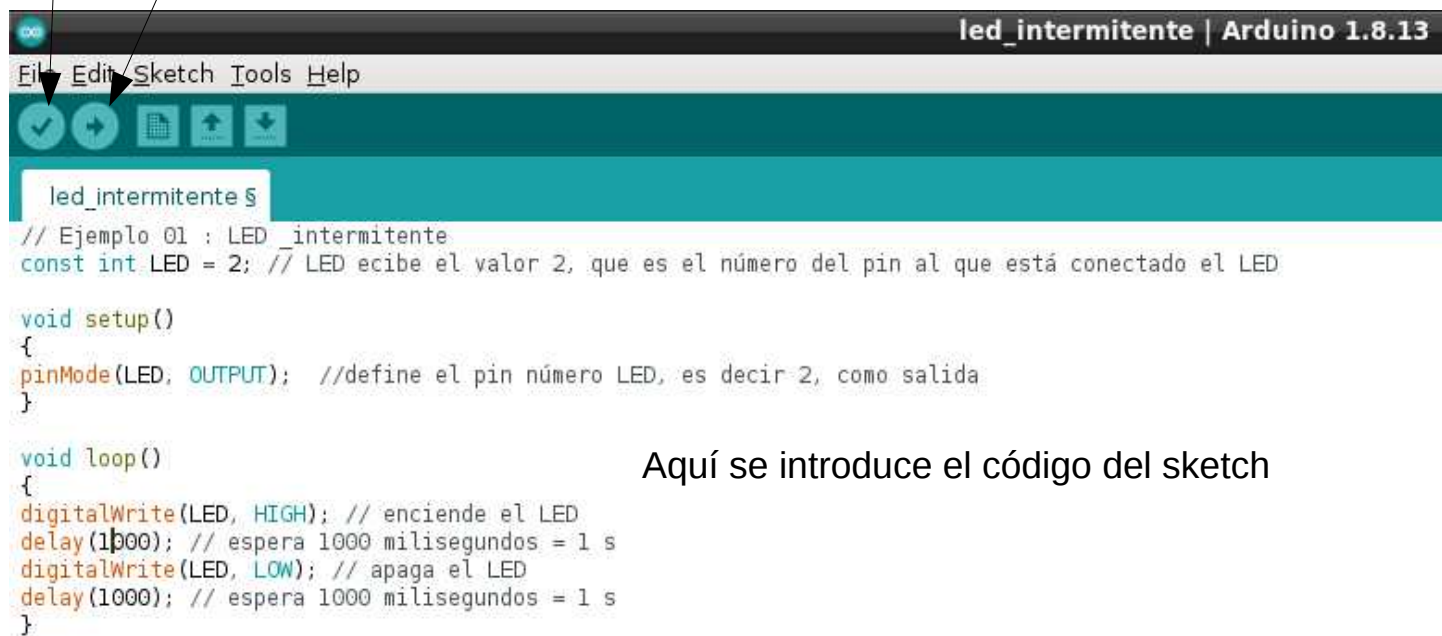 led_intermitente | Arduino 1.8.13
File Edit Sketch Tools Help
led_intermitente §
// Ejemplo 01 : LED _intermitente
const int LED = 2; // LED ecibe el valor 2, que es el número del pin al que está conectado el LED
void setup()
{
pinMode(LED, OUTPUT);  //define el pin número LED, es decir 2, como salida
}
void loop()
Aquí se introduce el código del sketch
{
digitalWrite(LED, HIGH); // enciende el LED
delay(1000); // espera 1000 milisegundos = 1 s
digitalWrite(LED, LOW); // apaga el LED
delay(1000); // espera 1000 milisegundos = 1 s
}